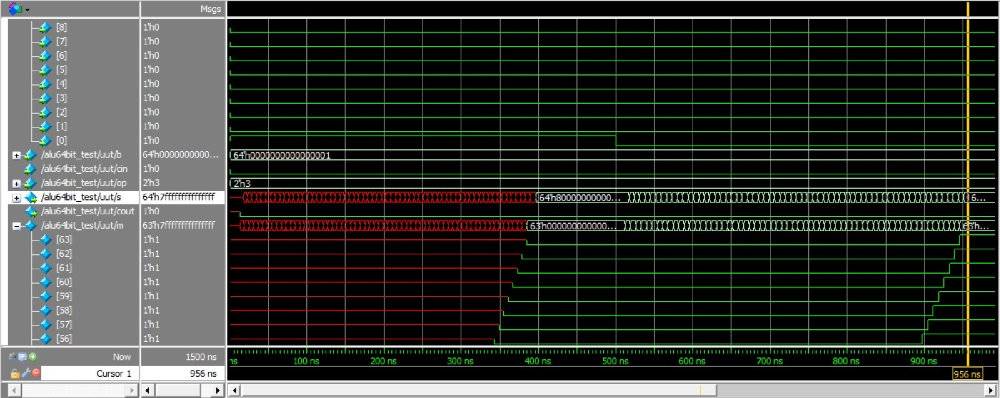 Msgs
[8] 1'h0
[7] 1'h0
[6] 1'h0
[5] 1'h0
[4] 1'h0
[3] 1'h0
[2] 1'h0
[1] 1'h0
[0] 1'h0
/alu64bit_test/uut/b 64'h0000000000... 64'h0000000000000001
/alu64bit_test/uut/cin 1'h0
/alu64bit_test/uut/op 2'h3 2'h3
/alu64bit_test/uut/s 64'h7fffffffffffffff 64'h80000000000... 6...
/alu64bit_test/uut/cout 1'h0
/alu64bit_test/uut/m 63'h7fffffffffffffff 63'h000000000000... 63'h...
[63] 1'h1
[62] 1'h1
[61] 1'h1
[60] 1'h1
[59] 1'h1
[58] 1'h1
[57] 1'h1
[56] 1'h1
Now 1500 ns ns 100 ns 200 ns 300 ns 400 ns 500 ns 600 ns 700 ns 800 ns 900 ns
Cursor 1 956 ns 956 ns